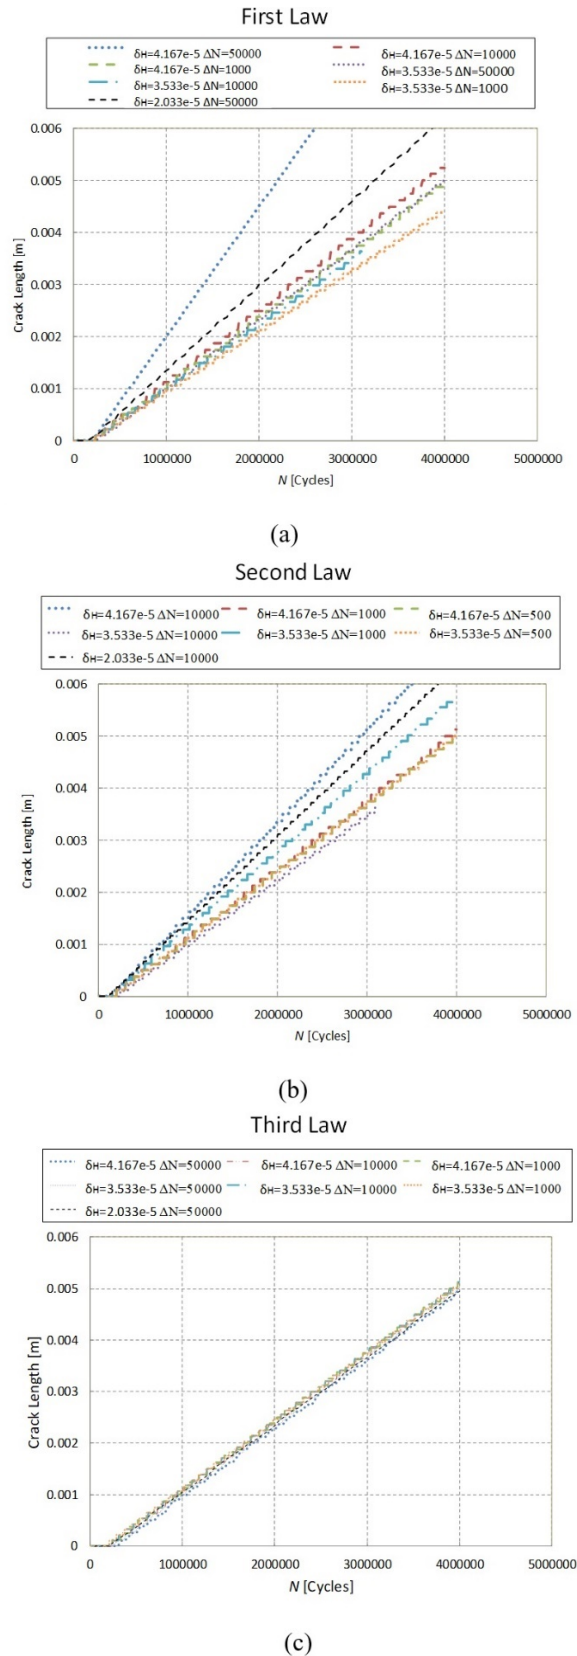 First Law
δH=4.167e-5 ΔN=50000 δH=4.167e-5 ΔN=10000
δH=4.167e-5 ΔN=1000 δH=3.533e-5 ΔN=50000
δH=3.533e-5 ΔN=10000 δH=3.533e-5 ΔN=1000
δH=2.033e-5 ΔN=50000
0.006
0.005
0.004
0.003
0.002
0.001
0
Crack Length [m]
0 1000000 2000000 3000000 4000000 5000000
N [Cycles]
(a)
Second Law
δH=4.167e-5 ΔN=10000 δH=4.167e-5 ΔN=1000 δH=4.167e-5 ΔN=500
δH=3.533e-5 ΔN=10000 δH=3.533e-5 ΔN=1000 δH=3.533e-5 ΔN=500
δH=2.033e-5 ΔN=10000
0.006
0.005
0.004
0.003
0.002
0.001
0
Crack Length [m]
0 1000000 2000000 3000000 4000000 5000000
N [Cycles]
(b)
Third Law
δH=4.167e-5 ΔN=50000 δH=4.167e-5 ΔN=10000 δH=4.167e-5 ΔN=1000
δH=3.533e-5 ΔN=50000 δH=3.533e-5 ΔN=10000 δH=3.533e-5 ΔN=1000
δH=2.033e-5 ΔN=50000
0.006
0.005
0.004
0.003
0.002
0.001
0
Crack Length [m]
0 1000000 2000000 3000000 4000000 5000000
N [Cycles]
(c)